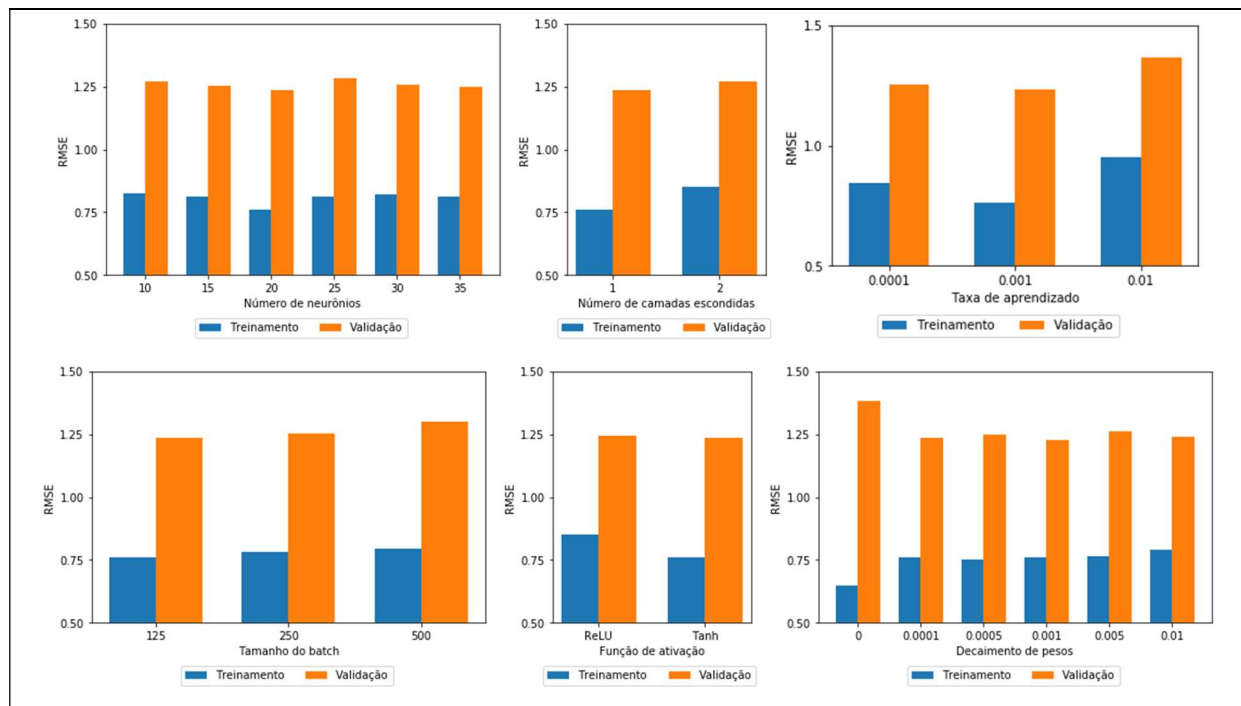 1.50
1.25
1.00
0.75
0.50
RMSE
10 15 20 25 30 35
Número de neurônios
Treinamento Validação
1.50
1.25
1.00
0.75
0.50
RMSE
1 2
Número de camadas escondidas
Treinamento Validação
1.5
1.0
0.5
RMSE
0.0001 0.001 0.01
Taxa de aprendizado
Treinamento Validação
1.50
1.25
1.00
0.75
0.50
RMSE
125 250 500
Tamanho do batch
Treinamento Validação
1.50
1.25
1.00
0.75
0.50
RMSE
ReLU Tanh
Função de ativação
Treinamento Validação
1.50
1.25
1.00
0.75
0.50
RMSE
0 0.0001 0.0005 0.001 0.005 0.01
Decaimento de pesos
Treinamento Validação